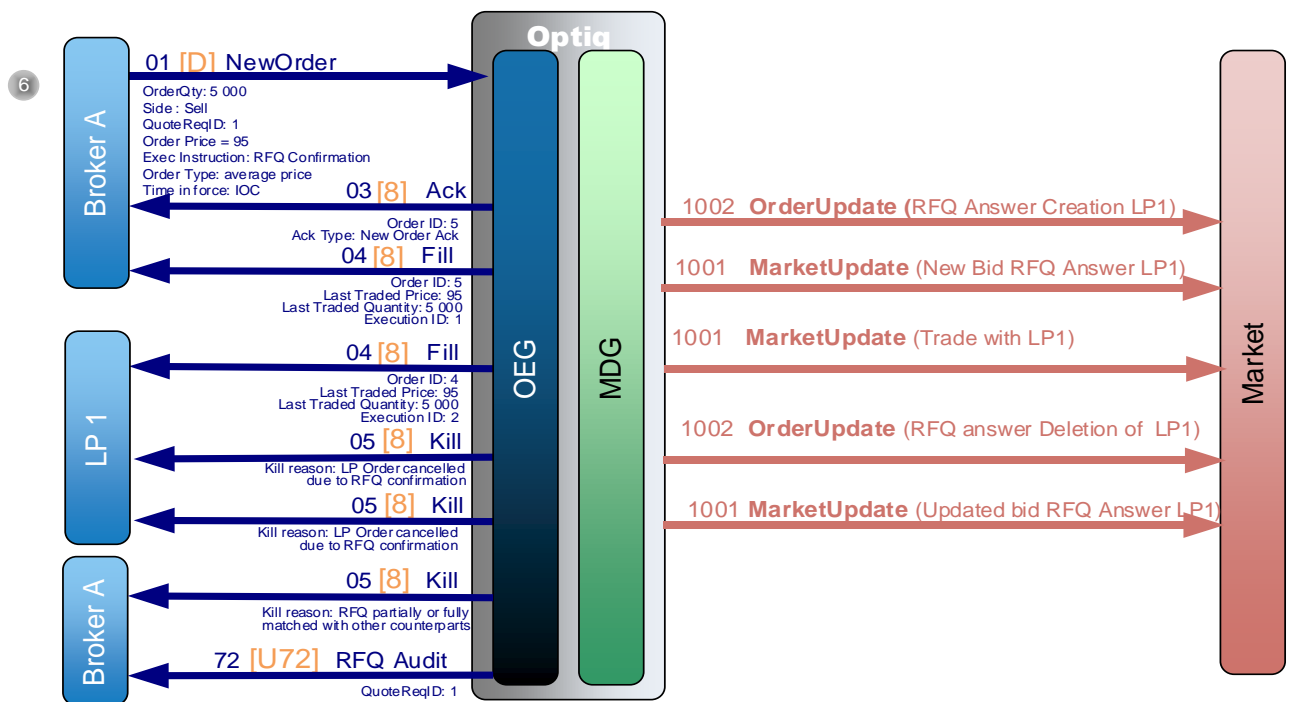 Optiq
6
Broker A
01 [D] NewOrder
OrderQty: 5 000
Side : Sell
QuoteReqID: 1
Order Price = 95
Exec Instruction: RFQ Confirmation
Order Type: average price
Time in force: IOC
03 [8] Ack
Order ID: 5
Ack Type: New Order Ack
04 [8] Fill
Order ID: 5
Last Traded Price: 95
Last Traded Quantity: 5 000
Execution ID: 1
LP 1
04 [8] Fill
Order ID: 4
Last Traded Price: 95
Last Traded Quantity: 5 000
Execution ID: 2
05 [8] Kill
Kill reason: LP Order cancelled
due to RFQ confirmation
05 [8] Kill
Kill reason: LP Order cancelled
due to RFQ confirmation
Broker A
05 [8] Kill
Kill reason: RFQ partially or fully
matched with other counterparts
72 [U72] RFQ Audit
QuoteReqID: 1
OEG
MDG
1002 OrderUpdate (RFQ Answer Creation LP1)
1001 MarketUpdate (New Bid RFQ Answer LP1)
1001 MarketUpdate (Trade with LP1)
1002 OrderUpdate (RFQ answer Deletion of LP1)
1001 MarketUpdate (Updated bid RFQ Answer LP1)
Market